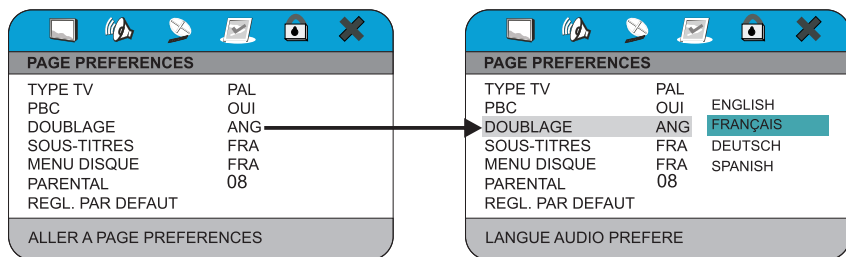 PAGE PREFERENCES
TYPE TV PAL
PBC OUI
DOUBLAGE ANG
SOUS-TITRES FRA
MENU DISQUE FRA
PARENTAL 08
REGL. PAR DEFAUT
ALLER A PAGE PREFERENCES
PAGE PREFERENCES
TYPE TV PAL
PBC OUI ENGLISH
DOUBLAGE ANG FRANÇAIS
SOUS-TITRES FRA DEUTSCH
MENU DISQUE FRA SPANISH
PARENTAL 08
REGL. PAR DEFAUT
LANGUE AUDIO PREFERE